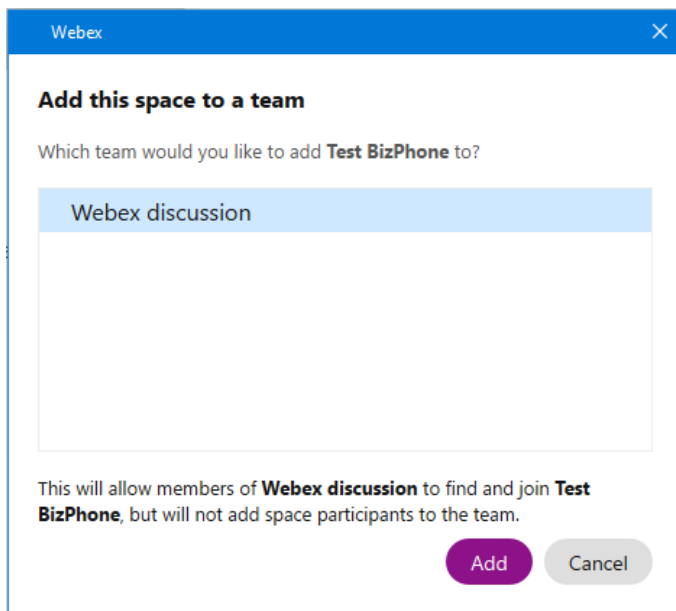 Webex
Add this space to a team
Which team would you like to add Test BizPhone to?
Webex discussion
This will allow members of Webex discussion to find and join Test
BizPhone, but will not add space participants to the team.
Add Cancel